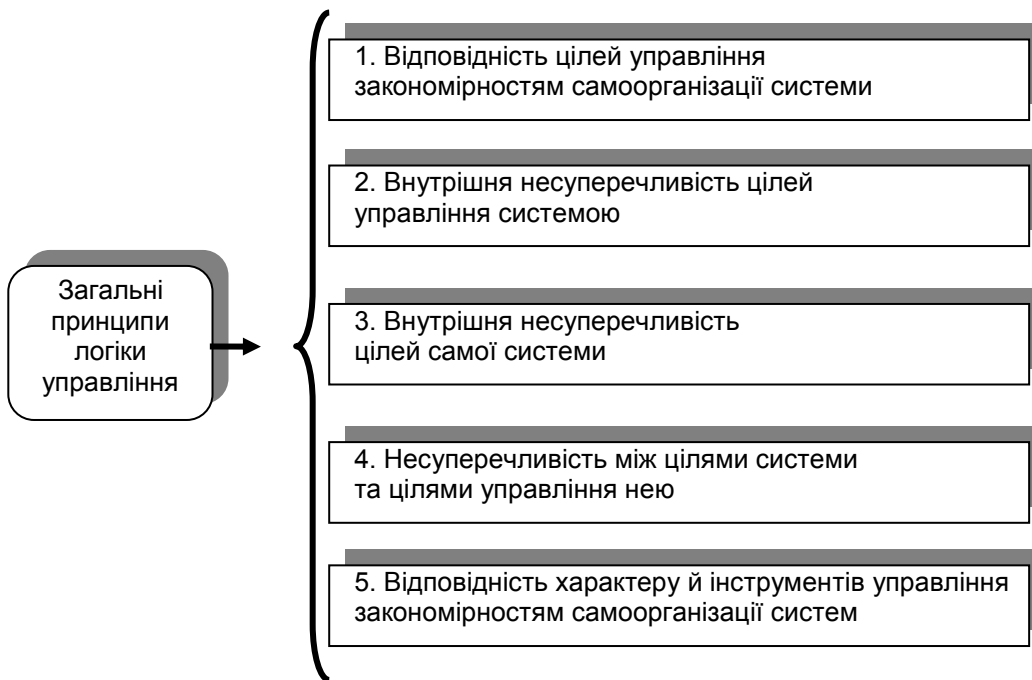 Загальні
принципи
логіки
управління
1. Відповідність цілей управління
закономірностям самоорганізації системи
2. Внутрішня несуперечливість цілей
управління системою
3. Внутрішня несуперечливість
цілей самої системи
4. Несуперечливість між цілями системи
та цілями управління нею
5. Відповідність характеру й інструментів управління
закономірностям самоорганізації систем